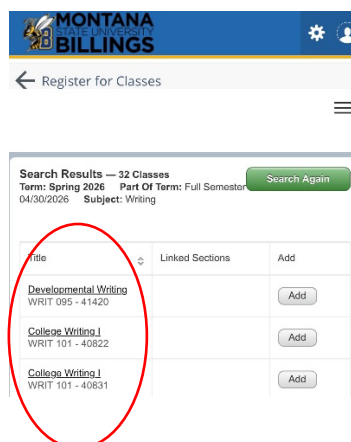 MONTANA
STATE UNIVERSITY
BILLINGS
Register for Classes
Search Results — 32 Classes
Term: Spring 2026 Part Of Term: Full Semester
04/30/2026 Subject: Writing
Search Again
Title Linked Sections Add
Developmental Writing
WRIT 095 - 41420
Add
College Writing I
WRIT 101 - 40822
Add
College Writing I
WRIT 101 - 40831
Add